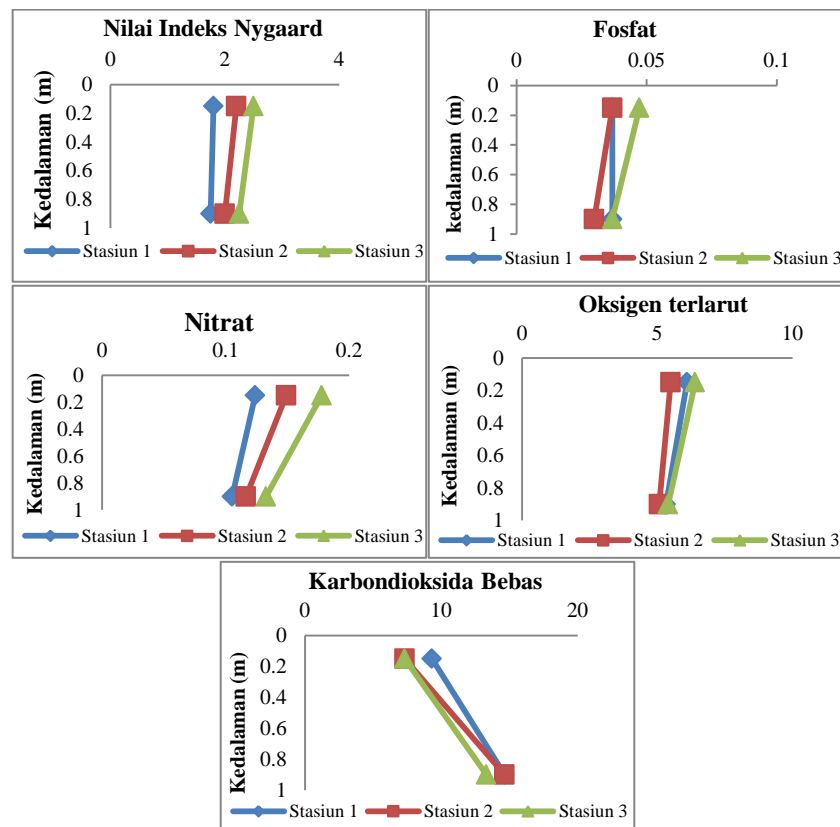 Nilai Indeks Nygaard
0 2 4
0
0.2
0.4
0.6
0.8
1
Kedalaman (m)
Stasiun 1 Stasiun 2 Stasiun 3
Fosfat
0 0.05 0.1
0
0.2
0.4
0.6
0.8
1
kedalaman (m)
Stasiun 1 Stasiun 2 Stasiun 3
Nitrat
0 0.1 0.2
0
0.2
0.4
0.6
0.8
1
Kedalaman (m)
Stasiun 1 Stasiun 2 Stasiun 3
Oksigen terlarut
0 5 10
0
0.2
0.4
0.6
0.8
1
Kedalaman (m)
Stasiun 1 Stasiun 2 Stasiun 3
Karbondioksida Bebas
0 10 20
0
0.2
0.4
0.6
0.8
1
Kedalaman (m)
Stasiun 1 Stasiun 2 Stasiun 3